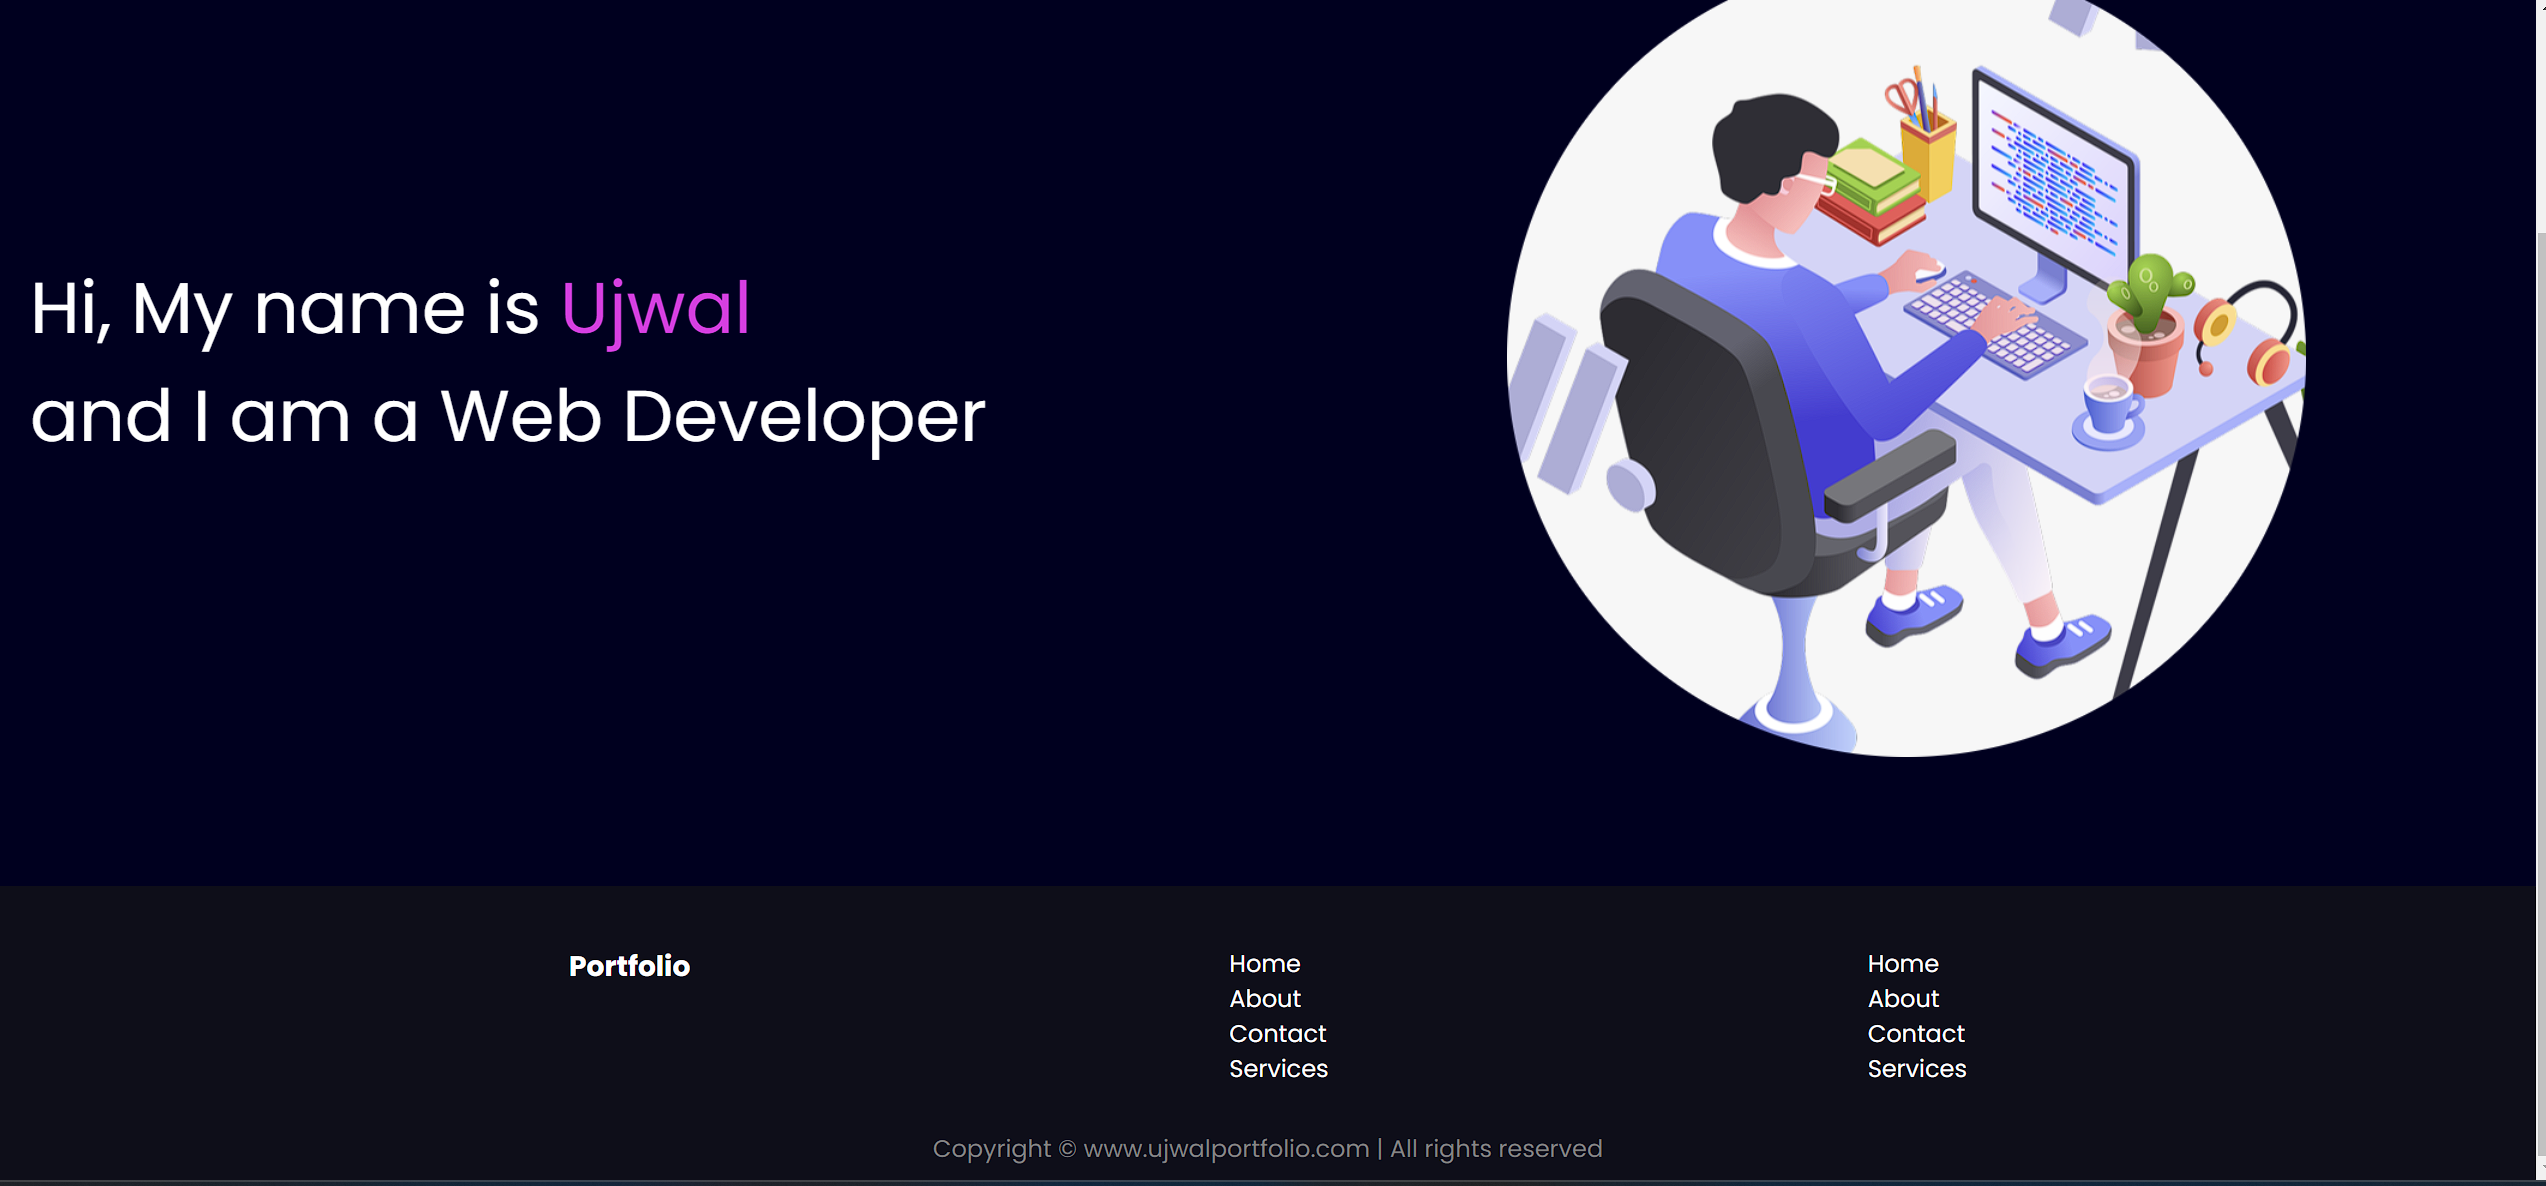 Hi, My name is Ujwal
and I am a Web Developer
Portfolio
Home
About
Contact
Services
Home
About
Contact
Services
Copyright © www.ujwalportfolio.com | All rights reserved